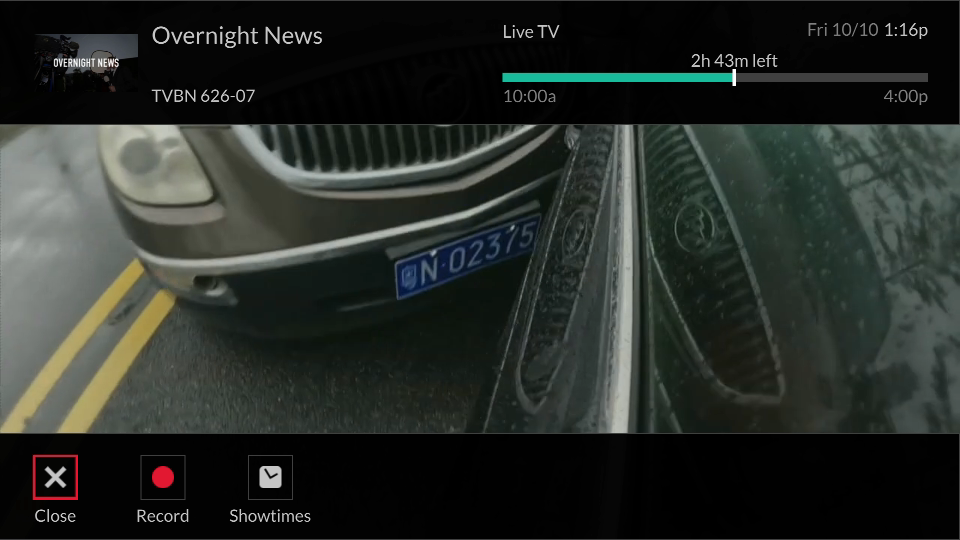 OVERNIGHT NEWS
Overnight News
TVBN 626-07
Live TV
Fri 10/10 1:16p
2h 43m left
10:00a
4:00p
N·02375
Close
Record
Showtimes